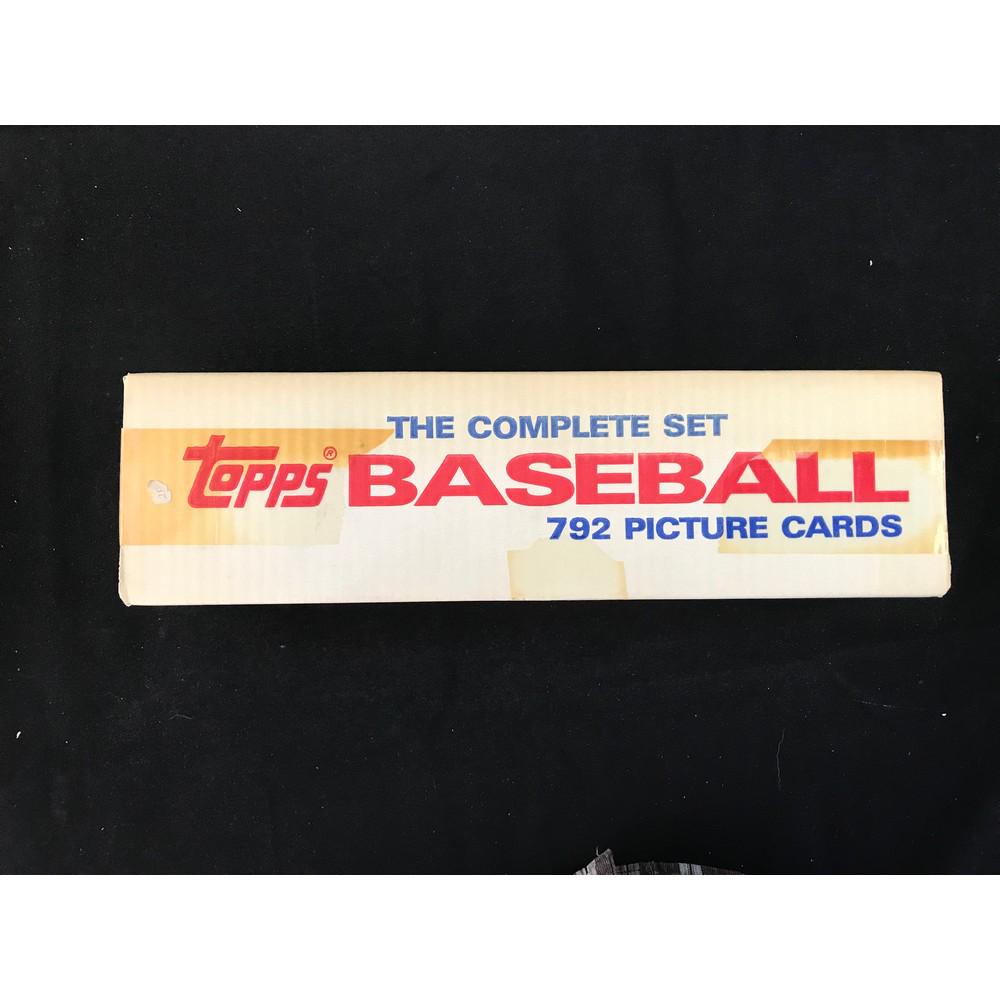 THE COMPLETE SET
Topps® BASEBALL
792 PICTURE CARDS